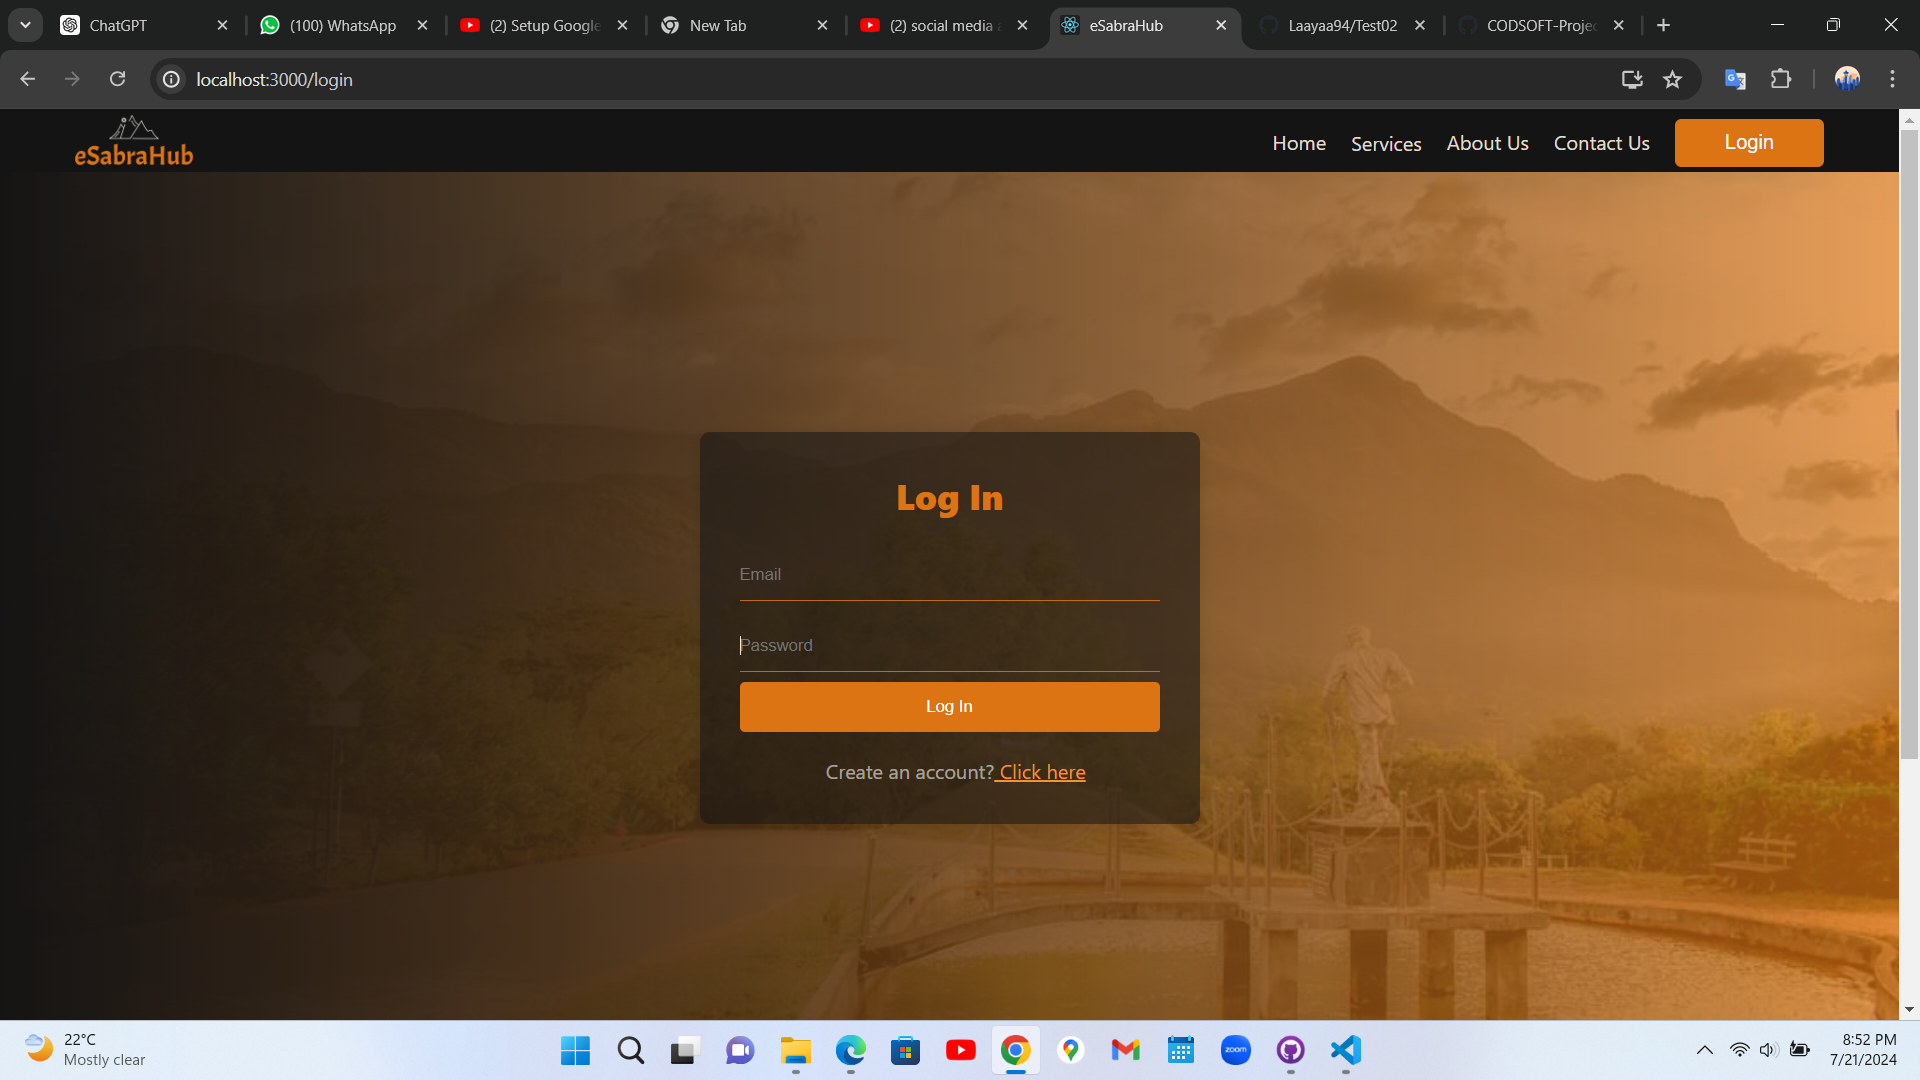 ChatGPT
(100) WhatsApp
(2) Setup Google
New Tab
(2) social media a
eSabraHub
Laayaa94/Test02
CODSOFT-Projec
localhost:3000/login
eSabraHub
Home
Services
About Us
Contact Us
Login
Log In
Email
Password
Log In
Create an account? Click here
22°C
Mostly clear
zoom
8:52 PM
7/21/2024